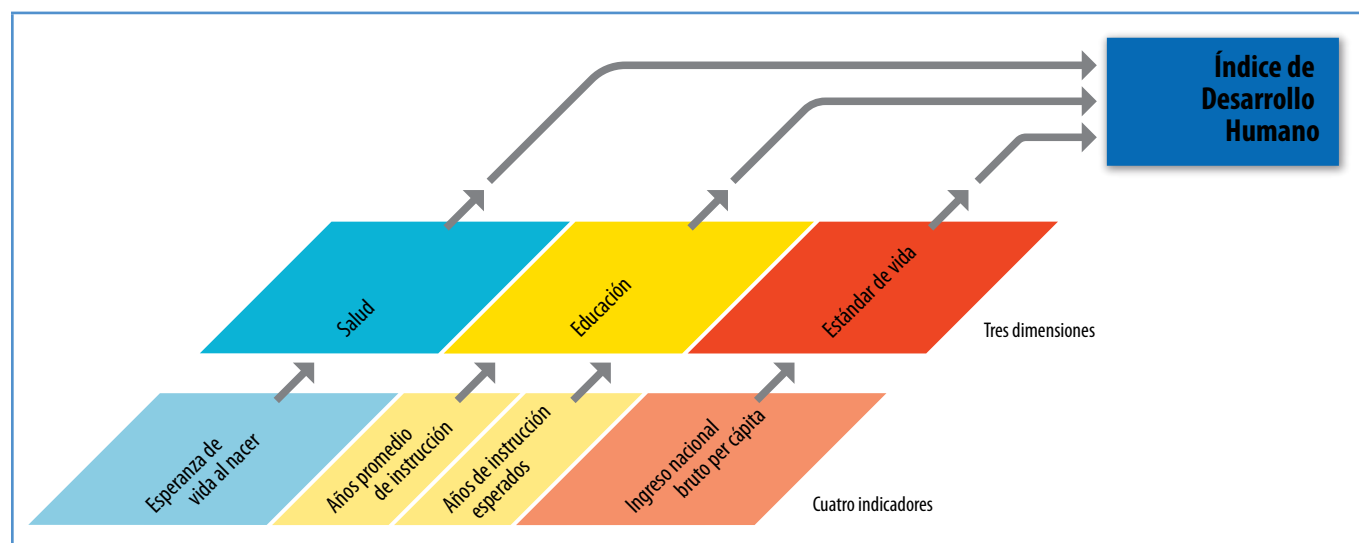 Índice de
Desarrollo
Humano
Salud
Educación
Estándar de vida
Tres dimensiones
Esperanza de
vida al nacer
Años promedio
de instrucción
Años de instrucción
esperados
Ingreso nacional
bruto per cápita
Cuatro indicadores